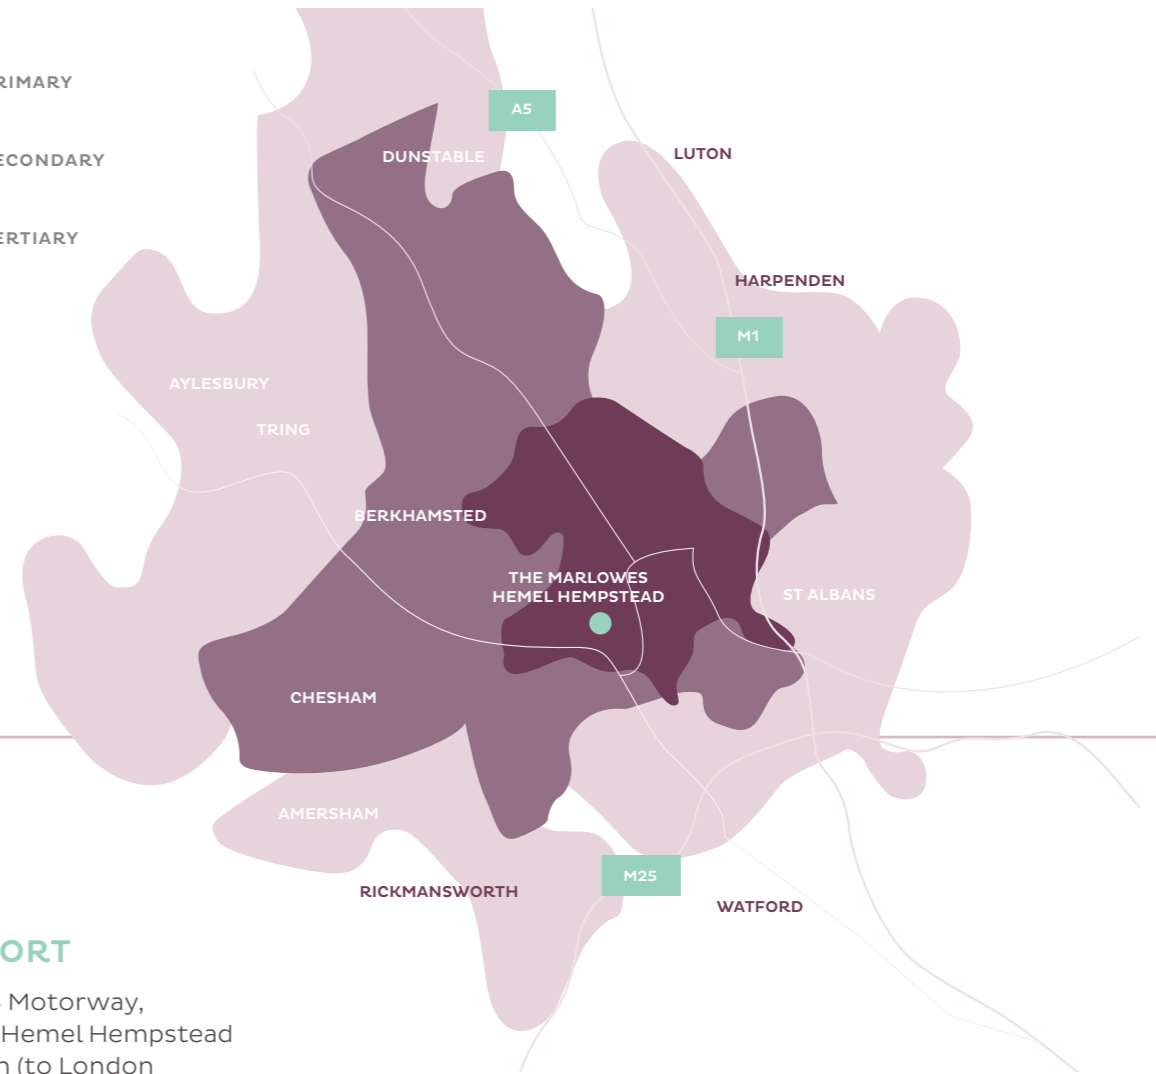 RIMARY
A5
LUTON
DUNSTABLE
ECONDARY
ERTIARY
HARPENDEN
M1
AYLESBURY
TRING
BERKHAMSTED
THE MARLOWES
HEMEL HEMPSTEAD
ST ALBANS
CHESHAM
AMERSHAM
M25
RICKMANSWORTH
WATFORD
ORT
Motorway,
Hemel Hempstead
(to London